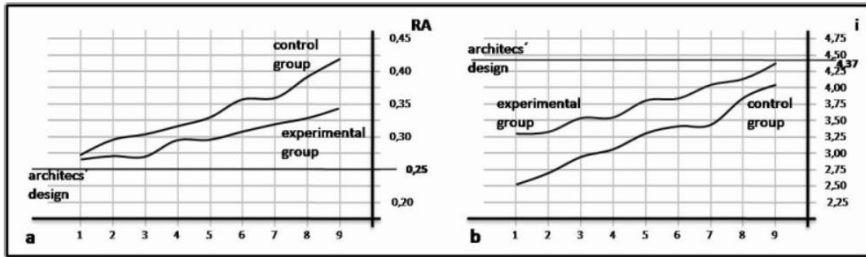 RA
0,45
control
group
0,40
0,35
0,30
experimental
group
0,25
architecs´
design
0,20
a
1 2 3 4 5 6 7 8 9
i
4,75
architecs´
design
4,50
4,37
4,25
4,00
experimental
group
3,75
control
group
3,50
3,25
3,00
2,75
2,50
2,25
b
1 2 3 4 5 6 7 8 9